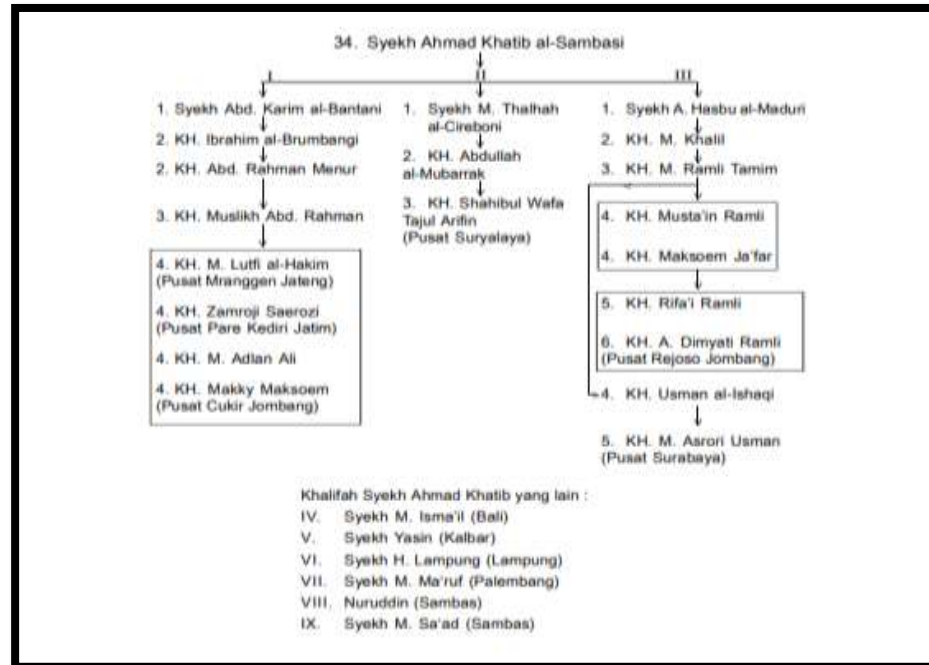 34. Syekh Ahmad Khatib al-Sambasi
I
II
III
1. Syekh Abd. Karim al-Bantani
2. KH. Ibrahim al-Brumbangi
2. KH. Abd. Rahman Menur
3. KH. Muslikh Abd. Rahman
4. KH. M. Lutfi al-Hakim
(Pusat Mranggen Jateng)
4. KH. Zamroji Saerozi
(Pusat Pare Kediri Jatim)
4. KH. M. Adlan Ali
4. KH. Makky Maksoem
(Pusat Cukir Jombang)
1. Syekh M. Thalhah
al-Cireboni
2. KH. Abdullah
al-Mubarrak
3. KH. Shahibul Wafa
Tajul Arifin
(Pusat Suryalaya)
1. Syekh A. Hasbu al-Maduri
2. KH. M. Khalil
3. KH. M. Ramli Tamim
4. KH. Musta'in Ramli
4. KH. Maksoem Ja'far
5. KH. Rifa'i Ramli
6. KH. A. Dimyati Ramli
(Pusat Rejoso Jombang)
4. KH. Usman al-Ishaqi
5. KH. M. Asrori Usman
(Pusat Surabaya)
Khalifah Syekh Ahmad Khatib yang lain :
IV. Syekh M. Isma'il (Bali)
V. Syekh Yasin (Kalbar)
VI. Syekh H. Lampung (Lampung)
VII. Syekh M. Ma'ruf (Palembang)
VIII. Nuruddin (Sambas)
IX. Syekh M. Sa'ad (Sambas)